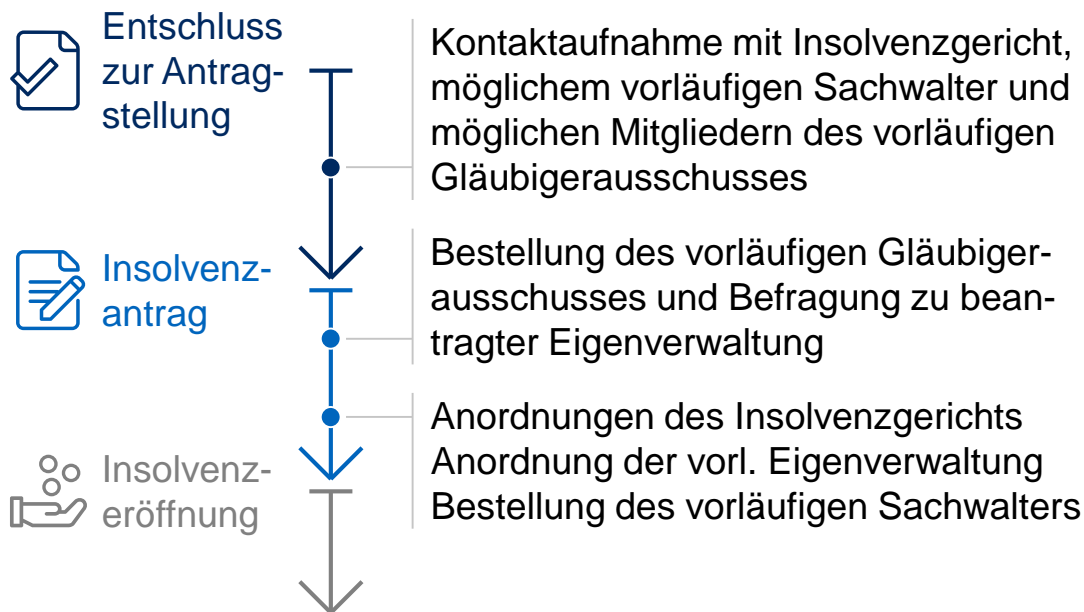 Entschluss
zur Antrag-
stellung
Kontaktaufnahme mit Insolvenzgericht,
möglichem vorläufigen Sachwalter und
möglichen Mitgliedern des vorläufigen
Gläubigerausschusses
Insolvenz-
antrag
Bestellung des vorläufigen Gläubiger-
ausschusses und Befragung zu bean-
tragter Eigenverwaltung
Anordnungen des Insolvenzgerichts
Anordnung der vorl. Eigenverwaltung
Bestellung des vorläufigen Sachwalters
Insolvenz-
eröffnung